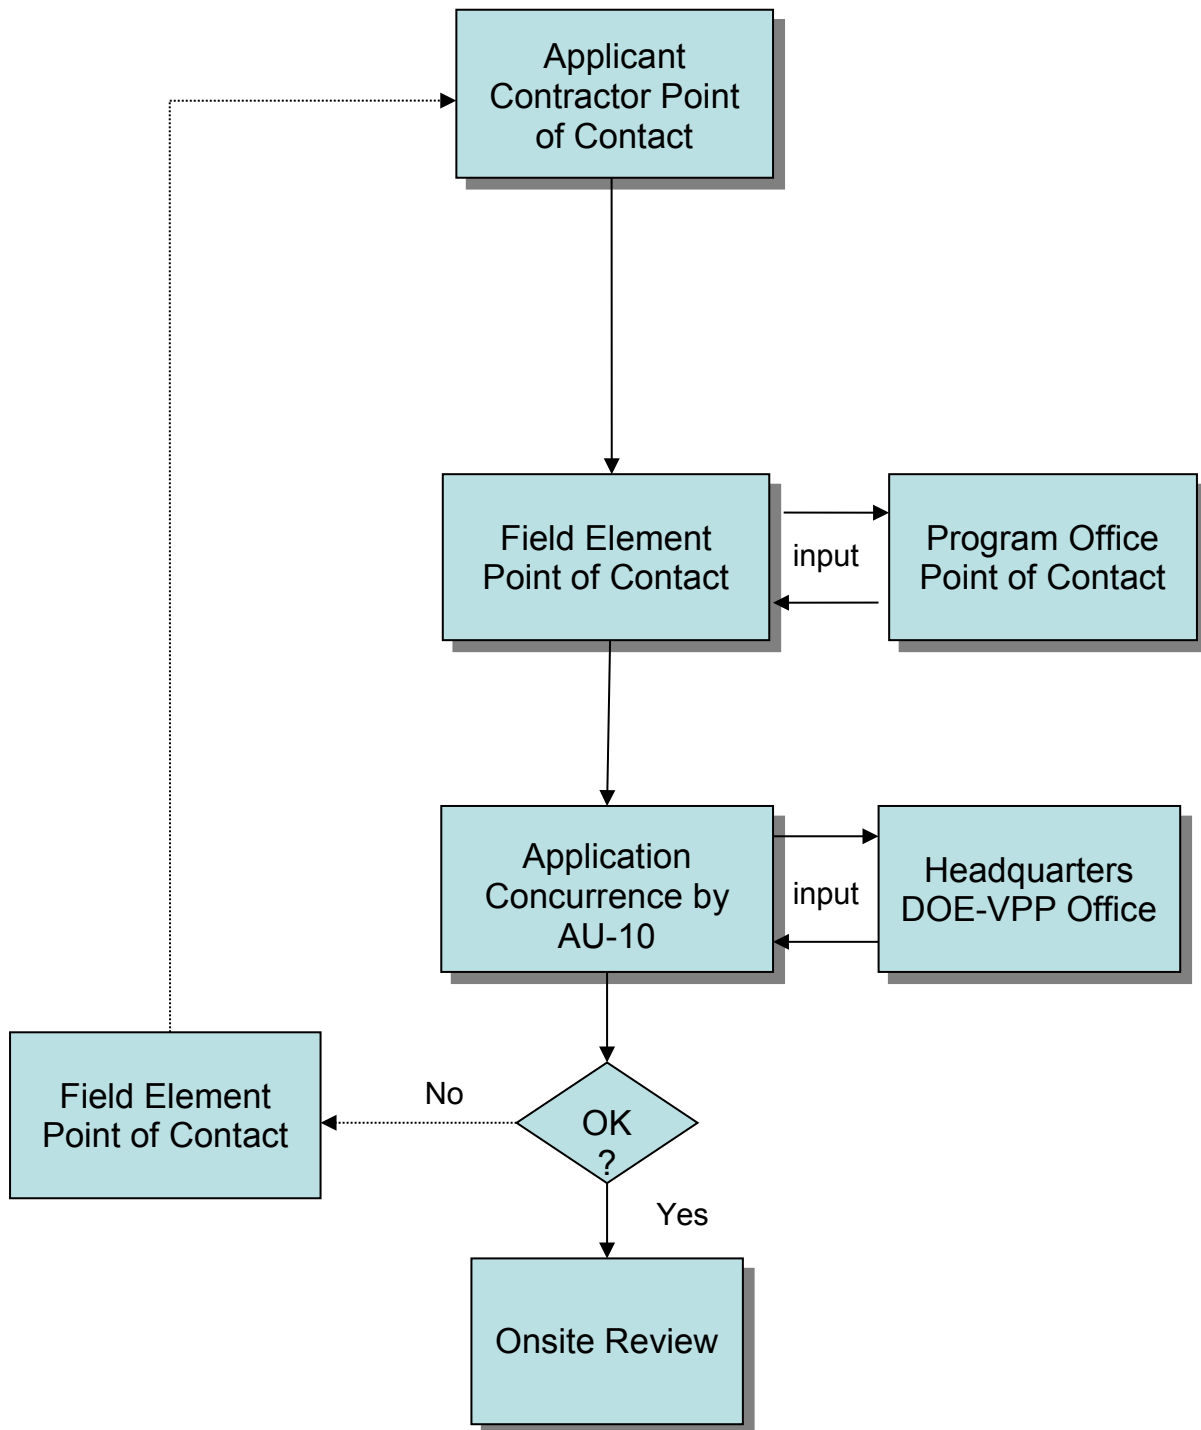 Applicant
Contractor Point
of Contact
Field Element
Point of Contact
input
Program Office
Point of Contact
Application
Concurrence by
AU-10
input
Headquarters
DOE-VPP Office
Field Element
Point of Contact
No
OK
?
Yes
Onsite Review